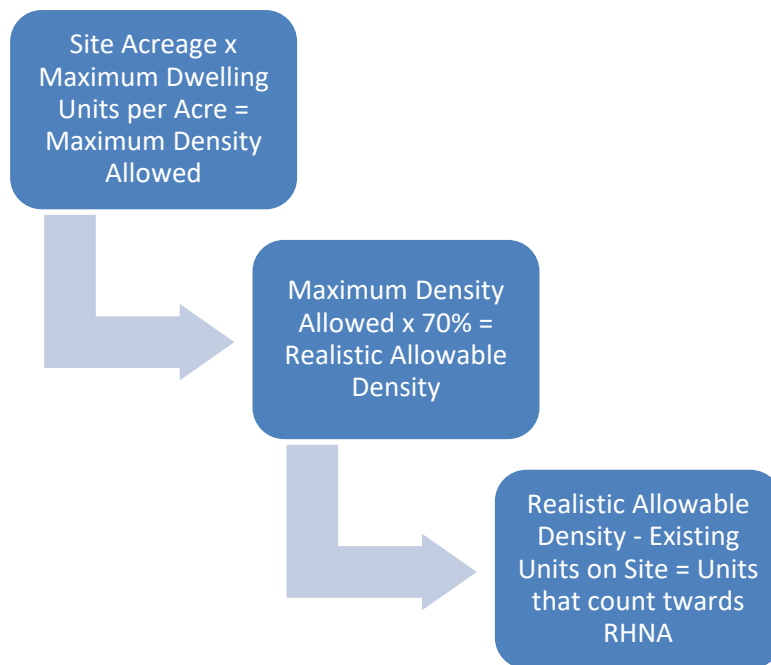 Site Acreage x
Maximum Dwelling
Units per Acre =
Maximum Density
Allowed
Maximum Density
Allowed x 70% =
Realistic Allowable
Density
Realistic Allowable
Density - Existing
Units on Site = Units
that count twards
RHNA